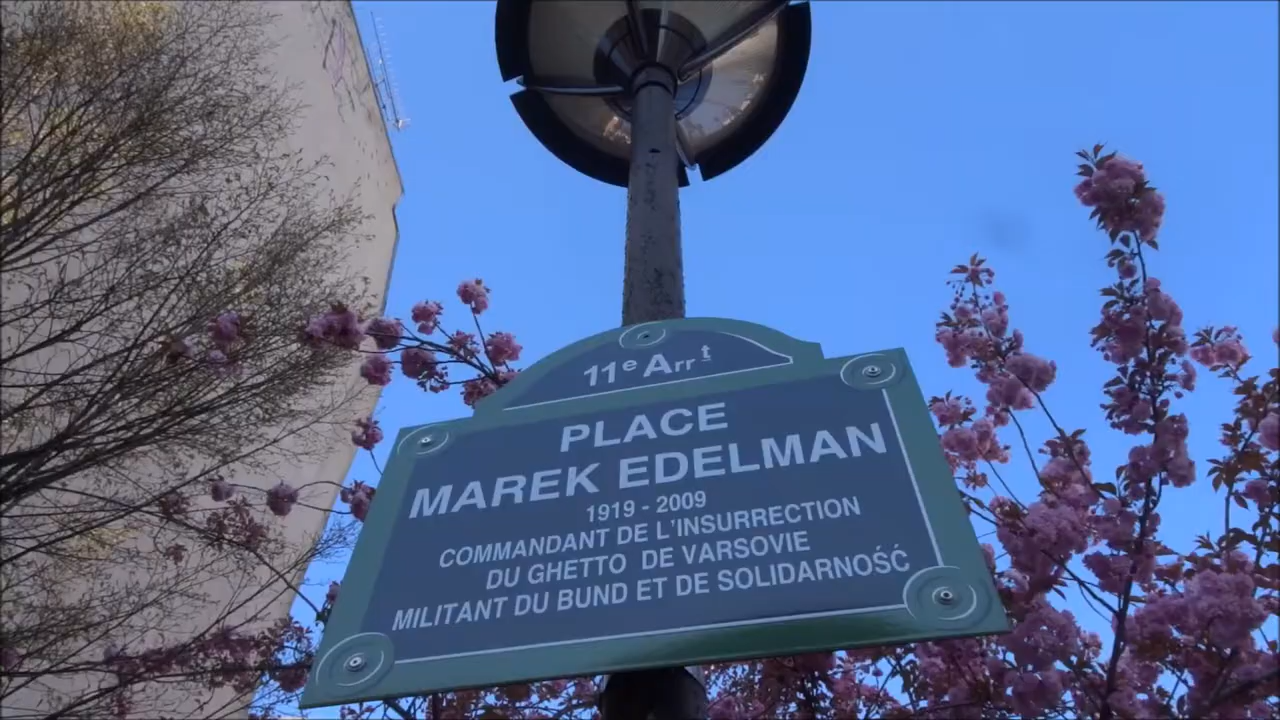 11e Arrt
PLACE
MAREK EDELMAN
1919 - 2009
COMMANDANT DE L'INSURRECTION
DU GHETTO DE VARSOVIE
MILITANT DU BUND ET DE SOLIDARNOŚĆ